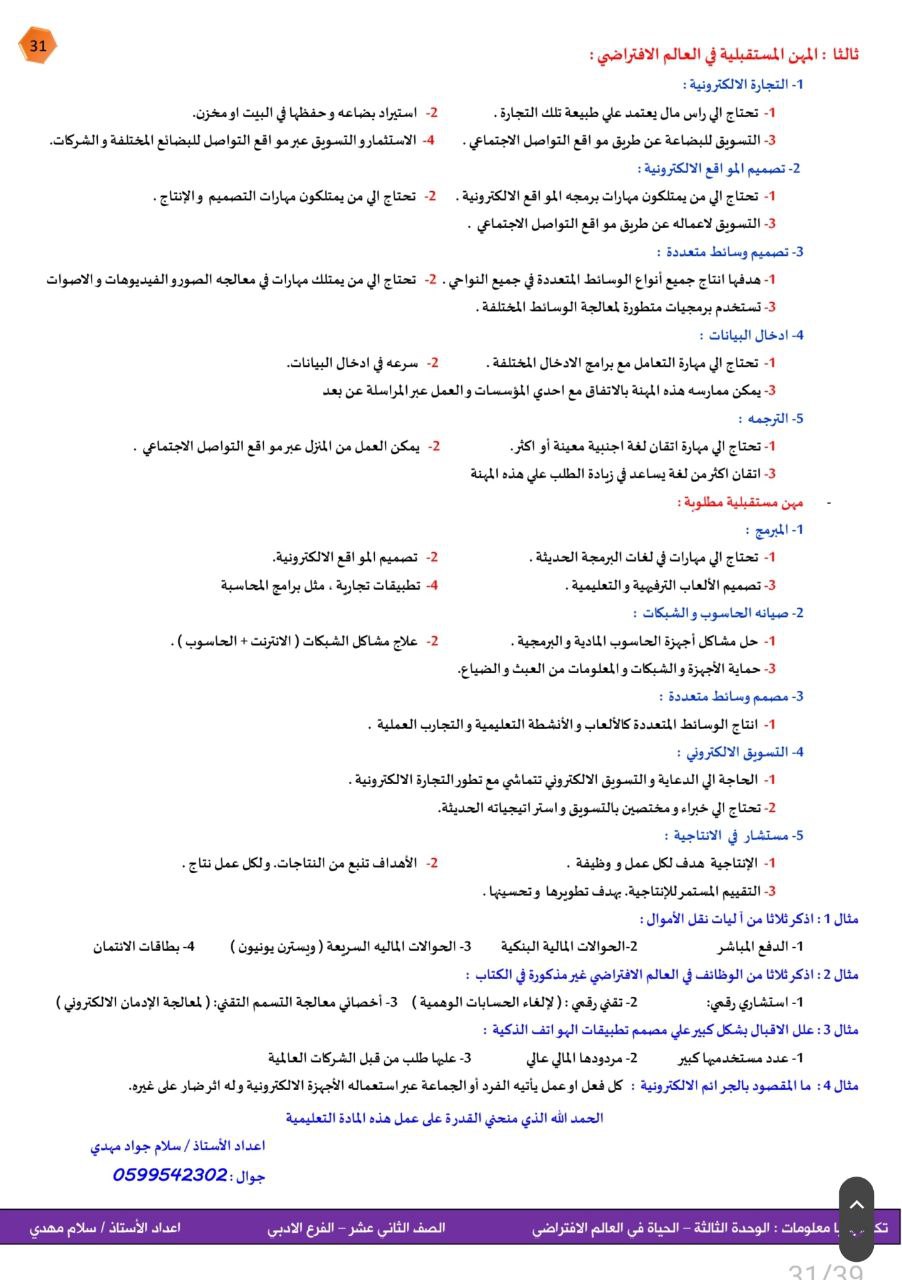 31
ثالثا : المهن المستقبلية في العالم الافتراضي :
1- التجارة الالكترونية :
1- تحتاج الي راس مال يعتمد علي طبيعة تلك التجارة . 2- استيراد بضاعه وحفظها في البيت او مخزن.
3- التسويق للبضاعة عن طريق مواقع التواصل الاجتماعي . 4- الاستثمار والتسويق عبر مواقع التواصل للبضائع المختلفة والشركات.
2- تصميم المواقع الالكترونية :
1- تحتاج الي من يمتلكون مهارات برمجه المواقع الالكترونية . 2- تحتاج الي من يمتلكون مهارات التصميم والإنتاج .
3- التسويق لاعماله عن طريق مواقع التواصل الاجتماعي .
3- تصميم وسائط متعددة :
1- هدفها انتاج جميع أنواع الوسائط المتعددة في جميع النواحي . 2- تحتاج الي من يمتلك مهارات في معالجه الصور والفيديوهات والاصوات
3- تستخدم برمجيات متطورة لمعالجة الوسائط المختلفة .
4- ادخال البيانات :
1- تحتاج الي مهارة التعامل مع برامج الادخال المختلفة . 2- سرعه في ادخال البيانات.
3- يمكن ممارسه هذه المهنة بالاتفاق مع احدي المؤسسات والعمل عبر المراسلة عن بعد
5- الترجمه :
1- تحتاج الي مهارة اتقان لغة اجنبية معينة أو اكثر. 2- يمكن العمل من المنزل عبر مواقع التواصل الاجتماعي .
3- اتقان اكثر من لغة يساعد في زيادة الطلب علي هذه المهنة
- مهن مستقبلية مطلوبة :
1- المبرمج :
1- تحتاج الي مهارات في لغات البرمجة الحديثة . 2- تصميم المواقع الالكترونية.
3- تصميم الألعاب الترفيهية والتعليمية . 4- تطبيقات تجارية ، مثل برامج المحاسبة
2- صيانه الحاسوب والشبكات :
1- حل مشاكل أجهزة الحاسوب المادية والبرمجية . 2- علاج مشاكل الشبكات ( الانترنت + الحاسوب ) .
3- حماية الأجهزة والشبكات والمعلومات من العبث والضياع.
3- مصمم وسائط متعددة :
1- انتاج الوسائط المتعددة كالألعاب والأنشطة التعليمية والتجارب العملية .
4- التسويق الالكتروني :
1- الحاجة الي الدعاية والتسويق الالكتروني تتماشي مع تطور التجارة الالكترونية .
2- تحتاج الي خبراء ومختصين بالتسويق واستراتيجياته الحديثة.
5- مستشار في الانتاجية :
1- الإنتاجية هدف لكل عمل و وظيفة . 2- الأهداف تنبع من النتاجات. ولكل عمل نتاج .
3- التقييم المستمر للإنتاجية. بهدف تطويرها وتحسينها .
مثال 1 : اذكر ثلاثا من أليات نقل الأموال :
1- الدفع المباشر 2-الحوالات المالية البنكية 3- الحوالات الماليه السريعة ( ويسترن يونيون ) 4- بطاقات الائتمان
مثال 2 : اذكر ثلاثا من الوظائف في العالم الافتراضي غير مذكورة في الكتاب :
1- استشاري رقمي: 2- تقني رقمي : ( لإلغاء الحسابات الوهمية ) 3- أخصائي معالجة التسمم التقني: ( لمعالجة الإدمان الالكتروني )
مثال 3 : علل الاقبال بشكل كبير علي مصمم تطبيقات الهواتف الذكية :
1- عدد مستخدميها كبير 2- مردودها المالي عالي 3- عليها طلب من قبل الشركات العالمية
مثال 4 : ما المقصود بالجرائم الالكترونية : كل فعل او عمل يأتيه الفرد أو الجماعة عبر استعماله الأجهزة الالكترونية وله اثر ضار على غيره.
الحمد الله الذي منحني القدرة على عمل هذه المادة التعليمية
اعداد الأستاذ / سلام جواد مهدي
جوال : 0599542302
معلومات : الوحدة الثالثة – الحياة في العالم الافتراضي الصف الثاني عشر – الفرع الادبي اعداد الأستاذ / سلام مهدي
31/39